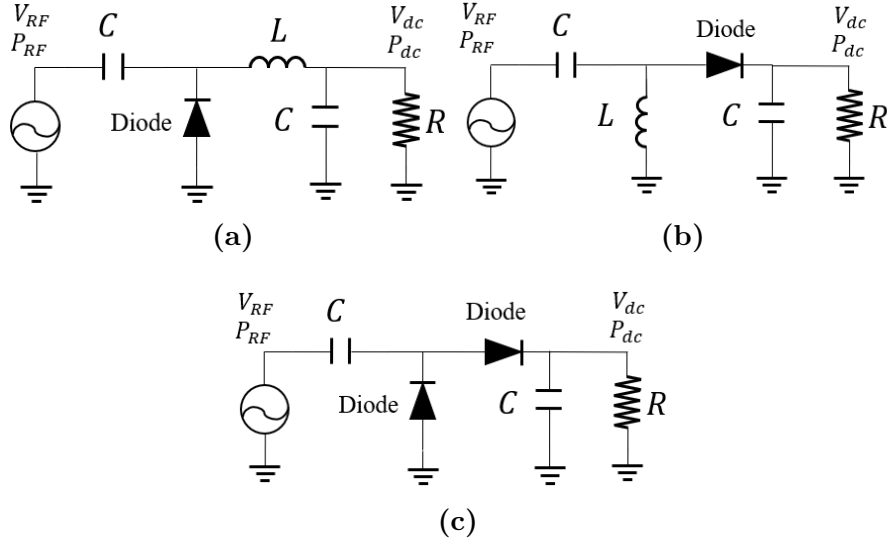 V_RF
P_RF
C
L
V_dc
P_dc
Diode
C
R
(a)
V_RF
P_RF
C
Diode
V_dc
P_dc
L
C
R
(b)
V_RF
P_RF
C
Diode
V_dc
P_dc
Diode
C
R
(c)